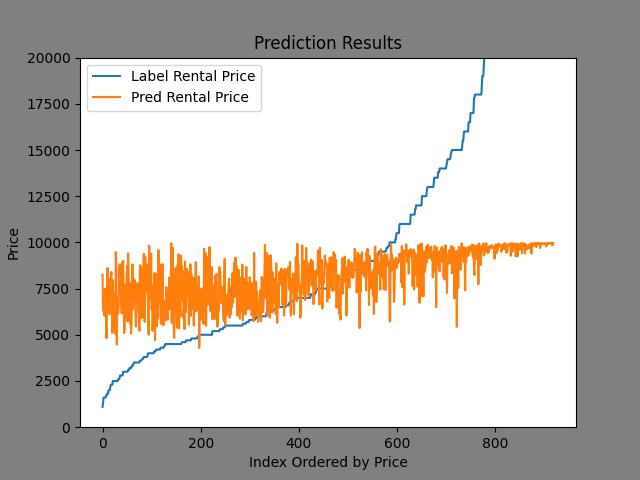 Prediction Results
20000
17500
15000
12500
10000
7500
5000
2500
0
Price
Label Rental Price
Pred Rental Price
0 200 400 600 800
Index Ordered by Price